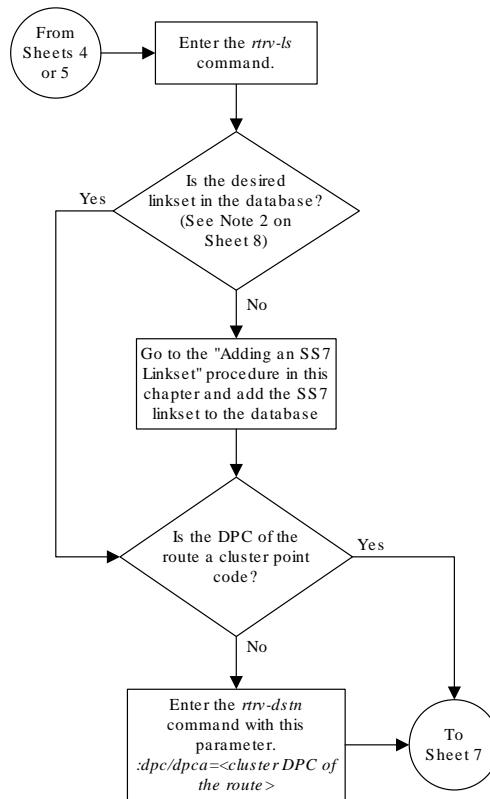 From
Sheets 4
or 5
Enter the rtrv-ls
command.
Is the desired
linkset in the database?
(See Note 2 on
Sheet 8)
Yes
No
Go to the "Adding an SS7
Linkset" procedure in this
chapter and add the SS7
linkset to the database
Is the DPC of the
route a cluster point
code?
Yes
No
Enter the rtrv-dstn
command with this
parameter.
:dpc/dpca=<cluster DPC of
the route>
To
Sheet 7